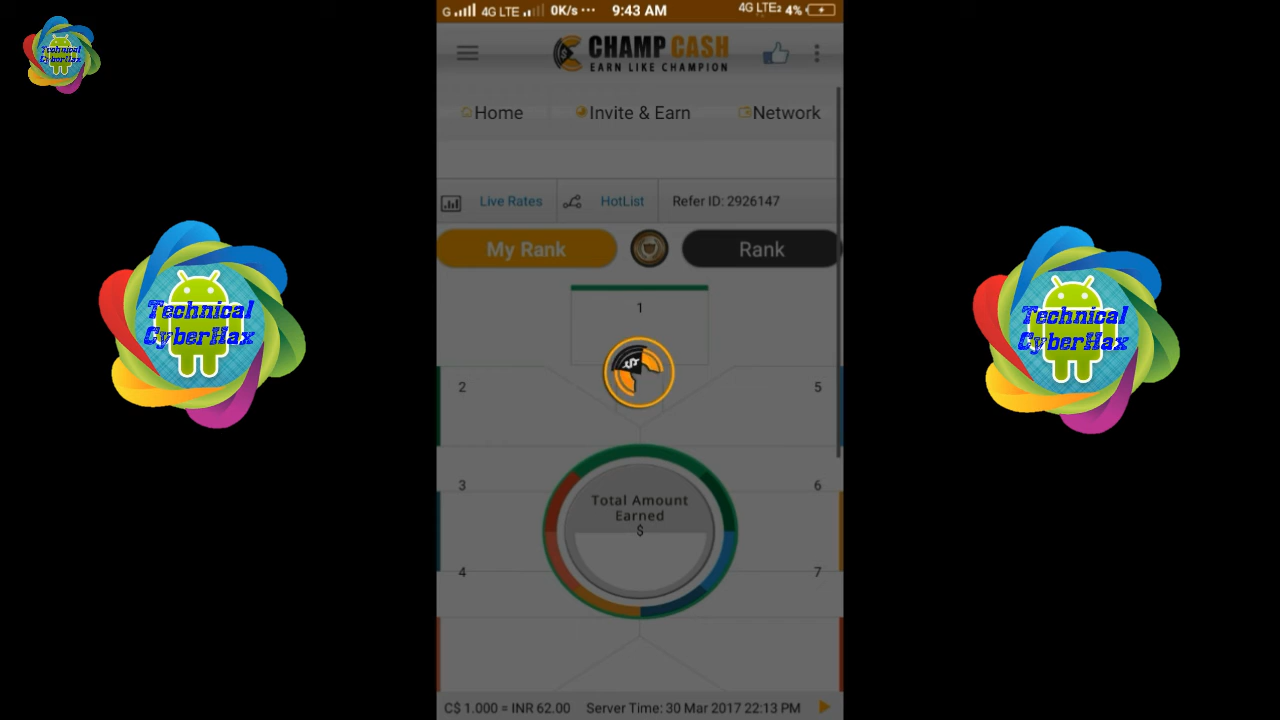 G 4G LTE 0K/s ··· 9:43 AM 4G LTE2 4%
Technical
CyberHax
CHAMP CASH
EARN LIKE CHAMPION
Home Invite & Earn Network
Live Rates HotList Refer ID: 2926147
My Rank Rank
1
Technical
CyberHax
Technical
CyberHax
2 5
3 6
Total Amount
Earned
$
4 7
C$ 1.000 = INR 62.00 Server Time: 30 Mar 2017 22:13 PM